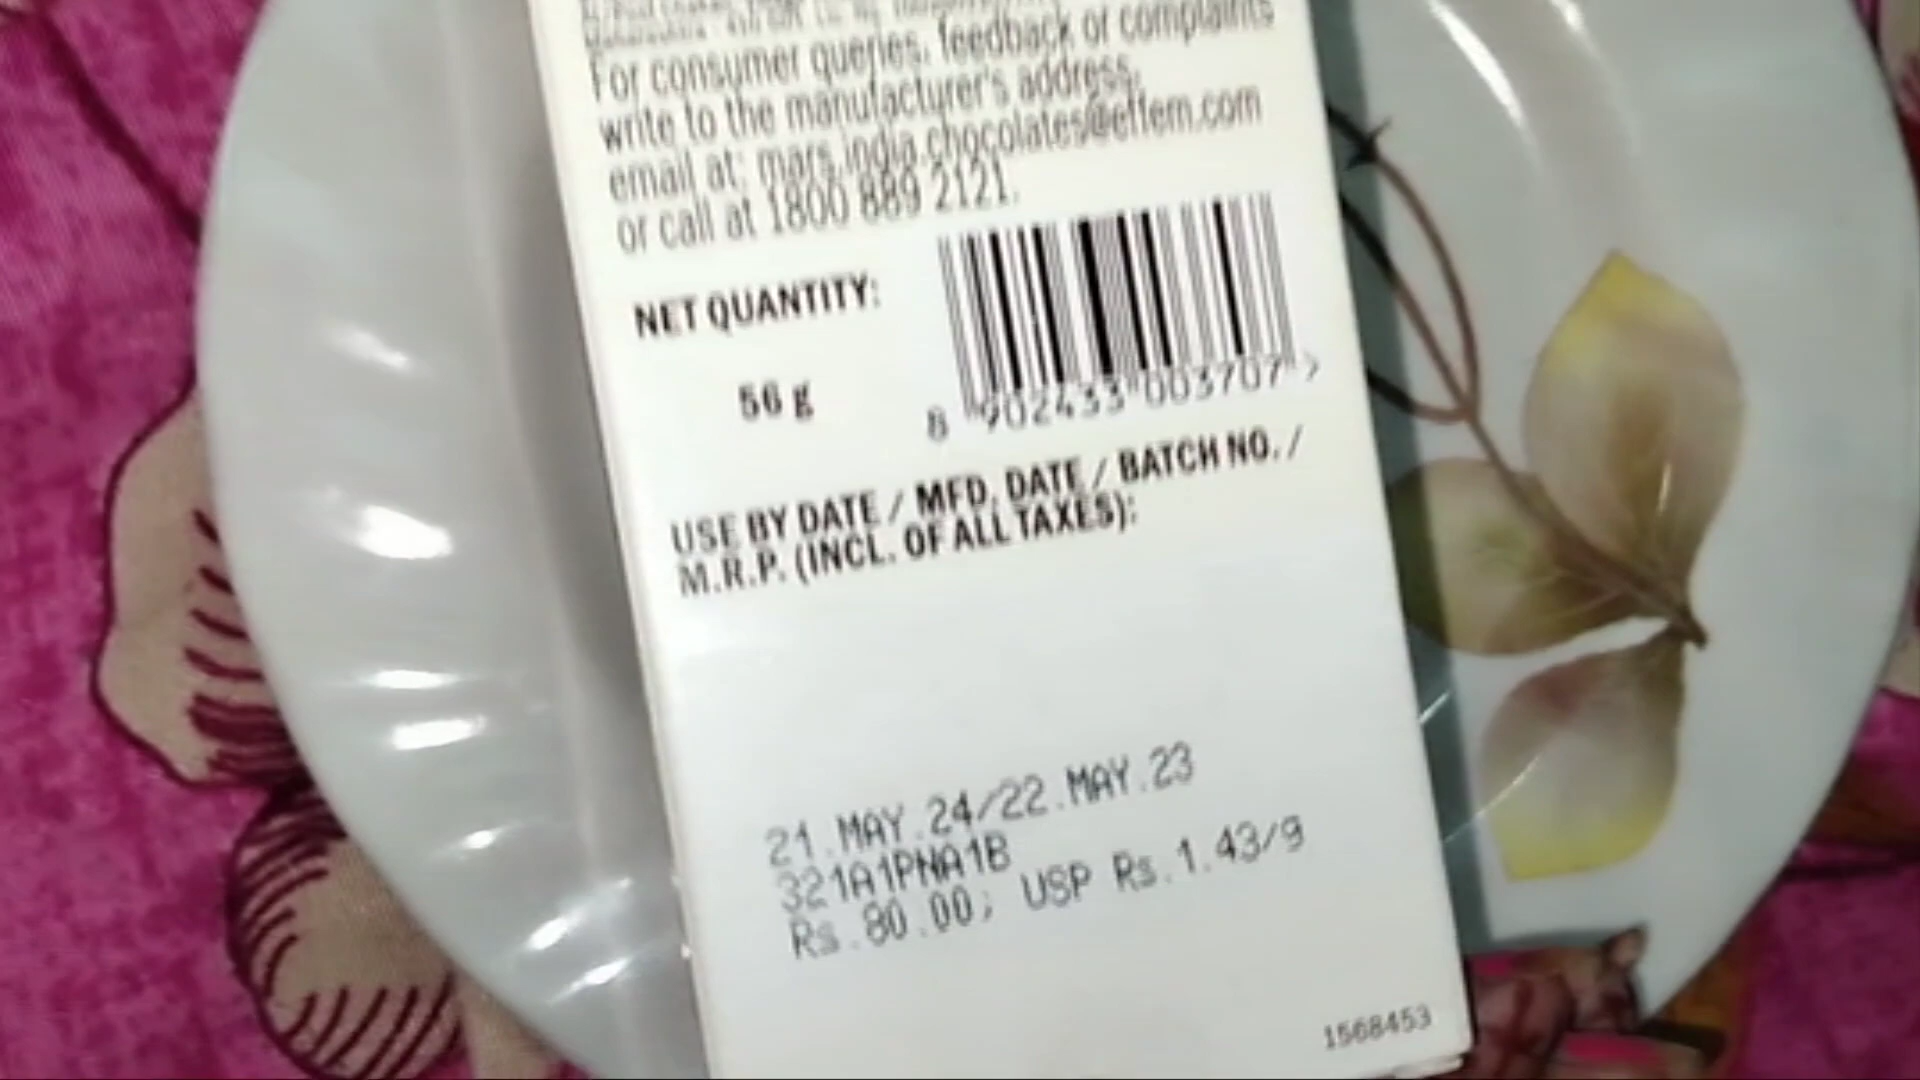 For consumer queries, feedback or complaints
write to the manufacturer's address,
email at: mars.india.chocolates@effem.com
or call at 1800 889 2121.
NET QUANTITY:
56 g
8 902433 003707 >
USE BY DATE / MFD. DATE / BATCH NO. /
M.R.P. (INCL. OF ALL TAXES):
21.MAY.24/22.MAY.23
321A1PNA1B
Rs.80.00; USP Rs.1.43/g
1568453